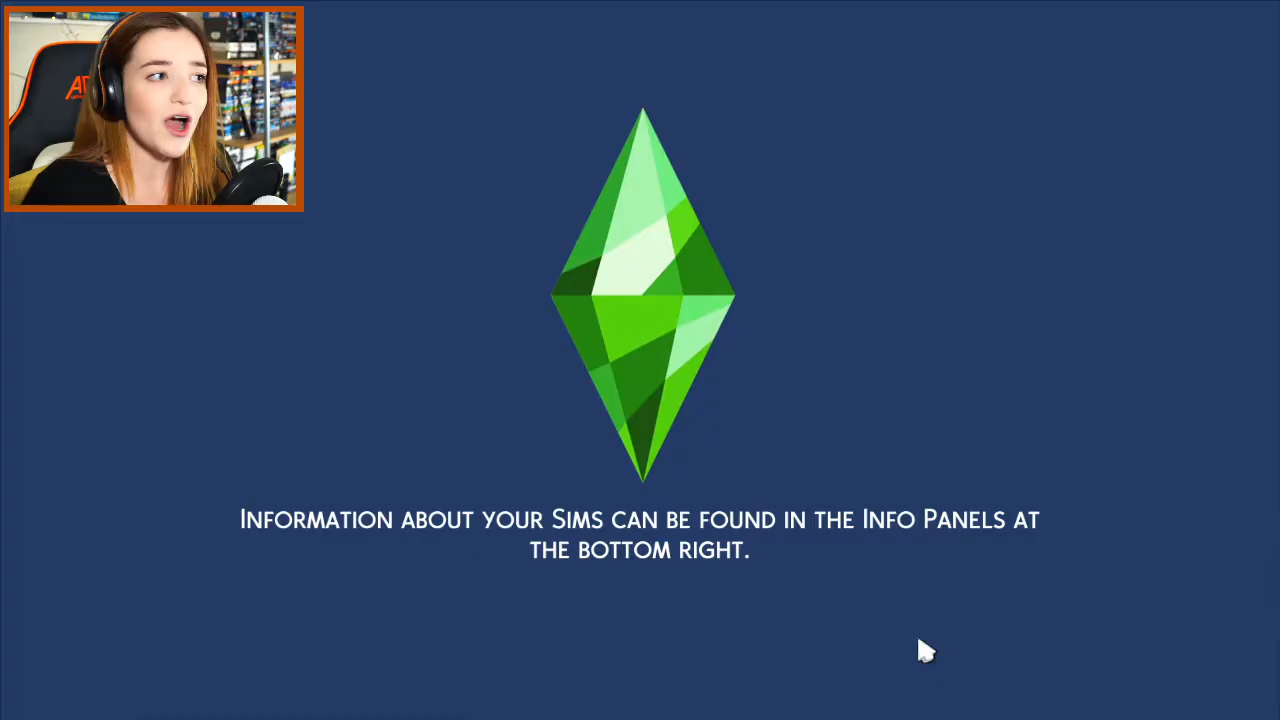 Information about your Sims can be found in the Info Panels at
the bottom right.